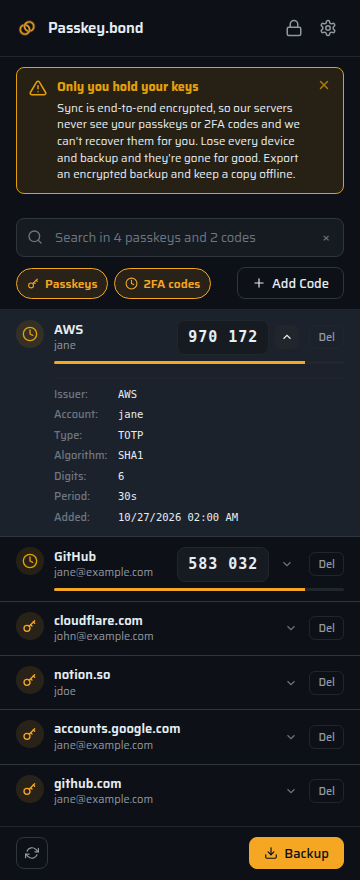 Passkey.bond
Only you hold your keys
Sync is end-to-end encrypted, so our servers
never see your passkeys or 2FA codes and we
can't recover them for you. Lose every device
and backup and they're gone for good. Export
an encrypted backup and keep a copy offline.
Search in 4 passkeys and 2 codes
Passkeys
2FA codes
Add Code
AWS
jane
970 172
Del
Issuer: AWS
Account: jane
Type: TOTP
Algorithm: SHA1
Digits: 6
Period: 30s
Added: 10/27/2026 02:00 AM
GitHub
jane@example.com
583 032
Del
cloudflare.com
john@example.com
Del
notion.so
jdoe
Del
accounts.google.com
jane@example.com
Del
github.com
jane@example.com
Del
Backup